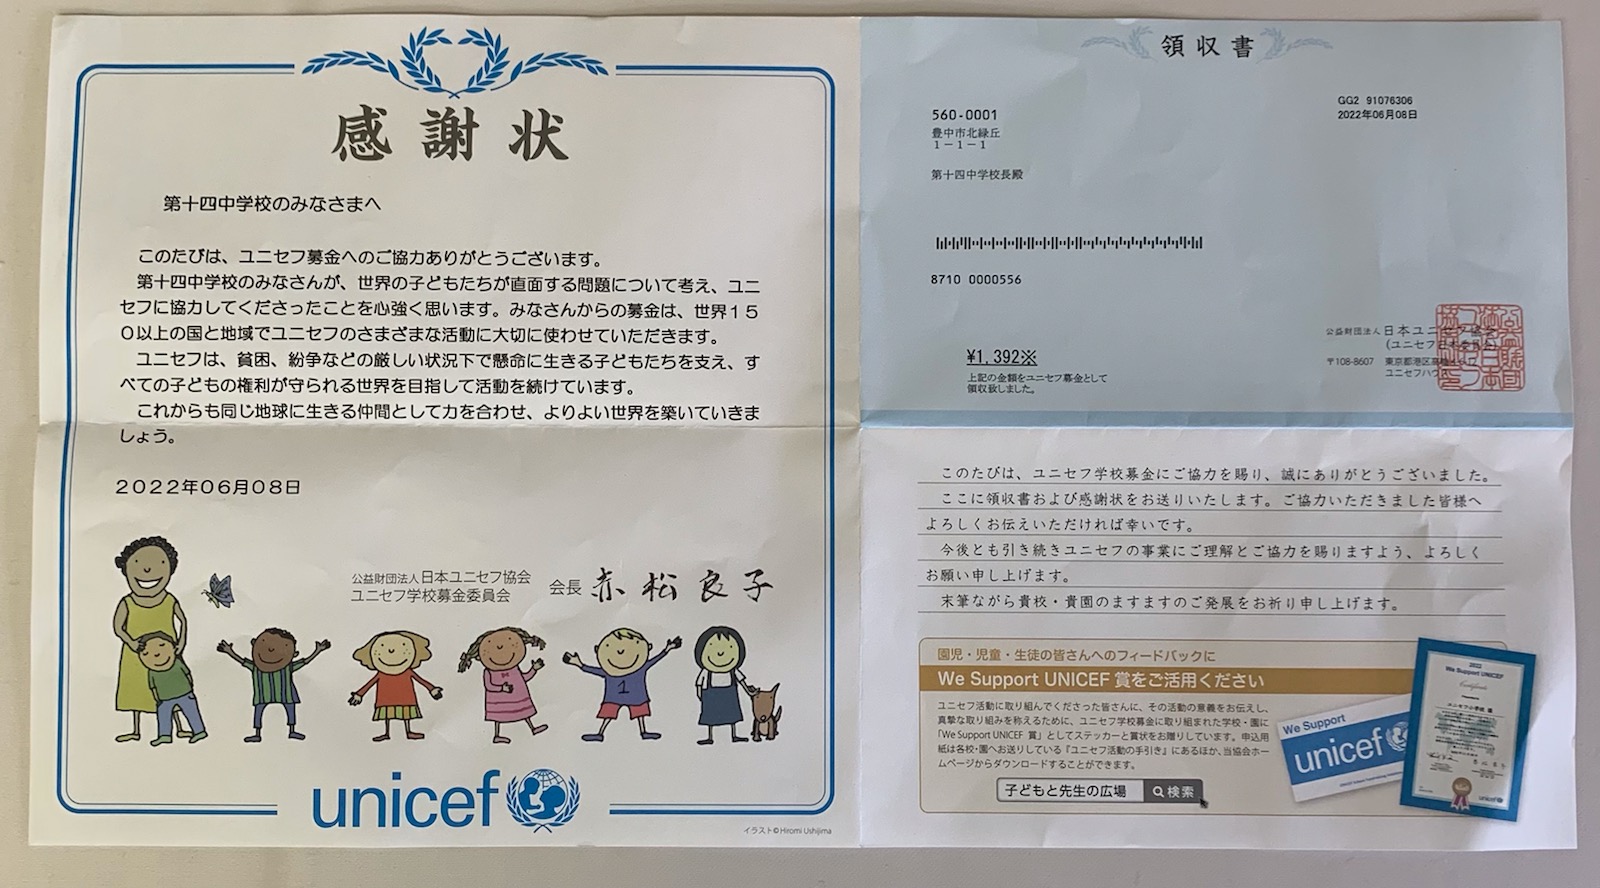 感謝状
第十四中学校のみなさまへ
このたびは、ユニセフ募金へのご協力ありがとうございます。
第十四中学校のみなさんが、世界の子どもたちが直面する問題について考え、ユニ
セフに協力してくださったことを心強く思います。みなさんからの募金は、世界１５
０以上の国と地域でユニセフのさまざまな活動に大切に使わせていただきます。
ユニセフは、貧困、紛争などの厳しい状況下で懸命に生きる子どもたちを支え、す
べての子どもの権利が守られる世界を目指して活動を続けています。
これからも同じ地球に生きる仲間として力を合わせ、よりよい世界を築いていきま
しょう。
２０２２年０６月０８日
公益財団法人日本ユニセフ協会
ユニセフ学校募金委員会
会長 赤松良子
1
unicef
イラスト©Hiromi Ushijima
領収書
GG2 91076306
2022年06月08日
560-0001
豊中市北緑丘
１－１－１
第十四中学校長殿
8710 0000556
¥1,392※
上記の金額をユニセフ募金として
領収致しました。
公益財団法人 日本ユニセフ協会
(ユニセフ日本委員会)
〒108-8607 東京都港区高輪
ユニセフハウス
このたびは、ユニセフ学校募金にご協力を賜り、誠にありがとうございました。
ここに領収書および感謝状をお送りいたします。ご協力いただきました皆様へ
よろしくお伝えいただければ幸いです。
今後とも引き続きユニセフの事業にご理解とご協力を賜りますよう、よろしく
お願い申し上げます。
末筆ながら貴校・貴園のますますのご発展をお祈り申し上げます。
園児・児童・生徒の皆さんへのフィードバックに
We Support UNICEF 賞をご活用ください
ユニセフ活動に取り組んでくださった皆さんに、その活動の意義をお伝えし、
真摯な取り組みを称えるために、ユニセフ学校募金に取り組まれた学校・園に
「We Support UNICEF 賞」としてステッカーと賞状をお贈りしています。申込用
紙は各校・園へお送りしている『ユニセフ活動の手引き』にあるほか、当協会ホー
ムページからダウンロードすることができます。
子どもと先生の広場 検索
We Support
unicef
2022
We Support UNICEF
Certificate
ユニセフ小学校 様
unicef